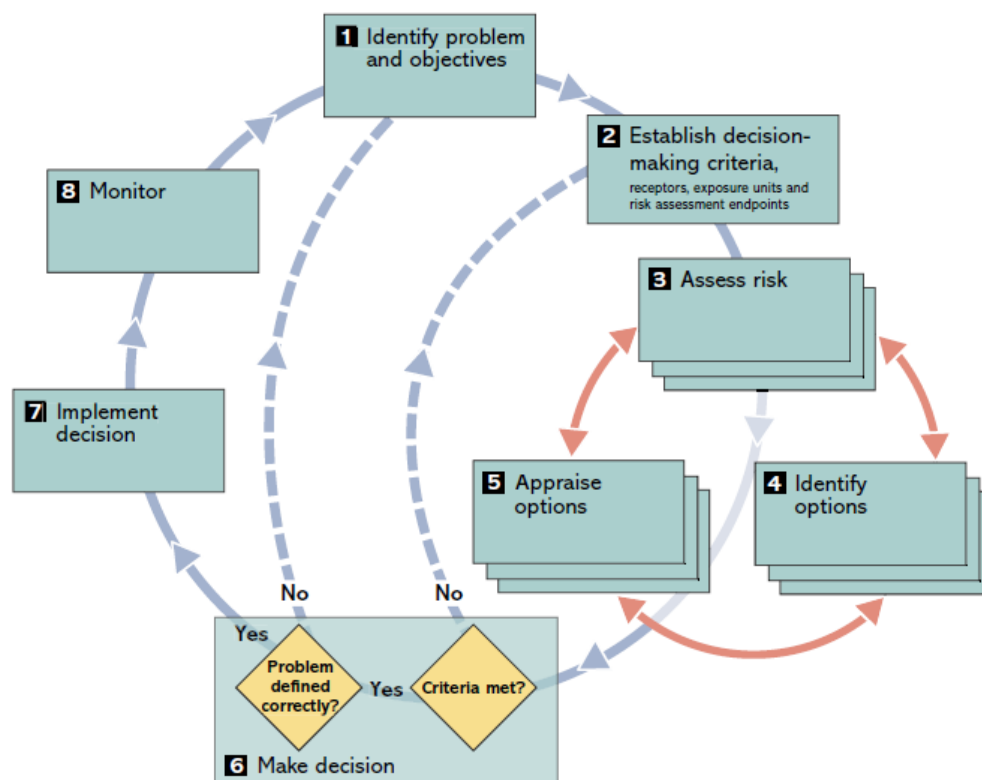 1 Identify problem
and objectives
2 Establish decision-
making criteria,
receptors, exposure units and
risk assessment endpoints
8 Monitor
3 Assess risk
7 Implement
decision
5 Appraise
options
4 Identify
options
No
No
Yes
Problem
defined
correctly?
Yes
Criteria met?
6 Make decision